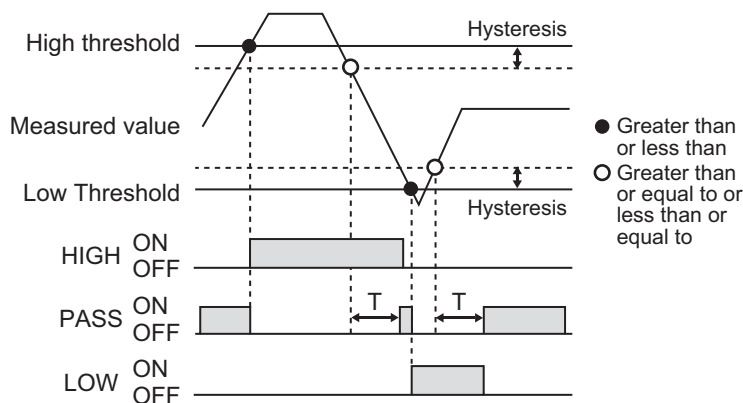 High threshold
Hysteresis
Measured value
Low Threshold
Hysteresis
● Greater than
or less than
○ Greater than
or equal to or
less than or
equal to
HIGH ON
OFF
PASS ON
OFF
T
T
LOW ON
OFF